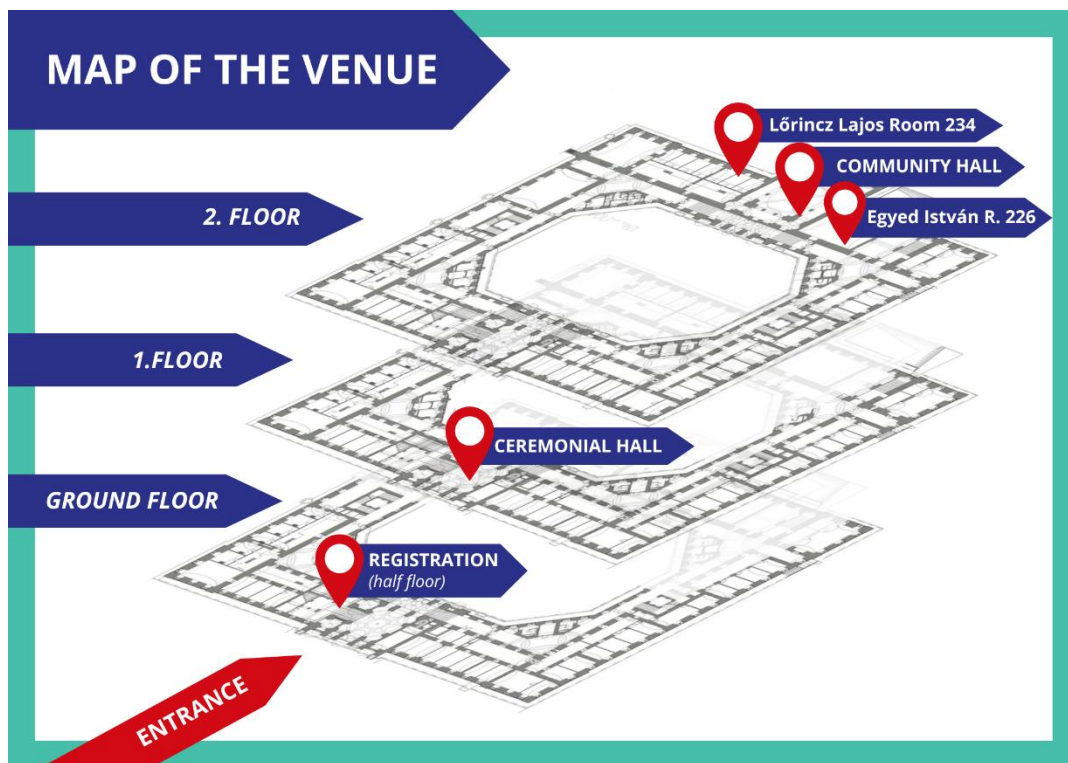 MAP OF THE VENUE
Lőrincz Lajos Room 234
COMMUNITY HALL
Egyed István R. 226
2. FLOOR
1.FLOOR
CEREMONIAL HALL
GROUND FLOOR
REGISTRATION
(half floor)
ENTRANCE